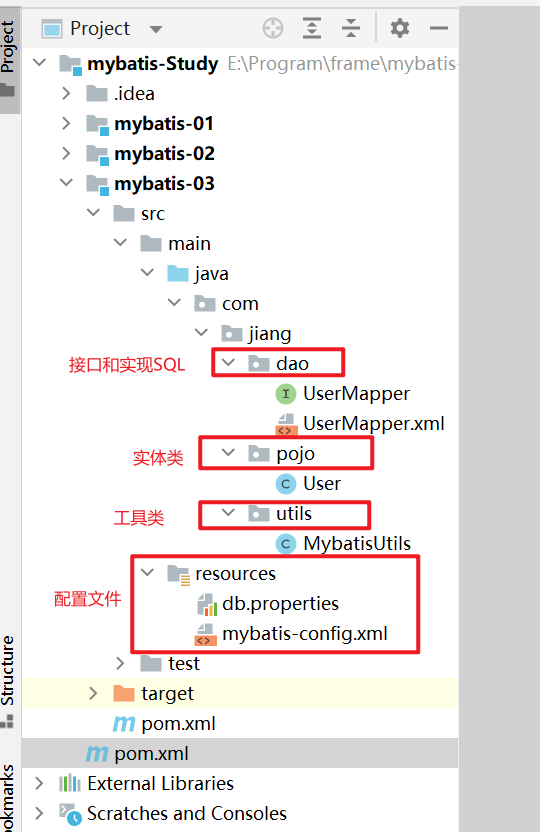 Project
Project
mybatis-Study E:\Program\frame\mybatis-
.idea
mybatis-01
mybatis-02
mybatis-03
src
main
java
com
jiang
接口和实现SQL
dao
UserMapper
UserMapper.xml
实体类
pojo
User
工具类
utils
MybatisUtils
配置文件
resources
db.properties
mybatis-config.xml
test
target
pom.xml
pom.xml
External Libraries
Scratches and Consoles
Structure
okmarks